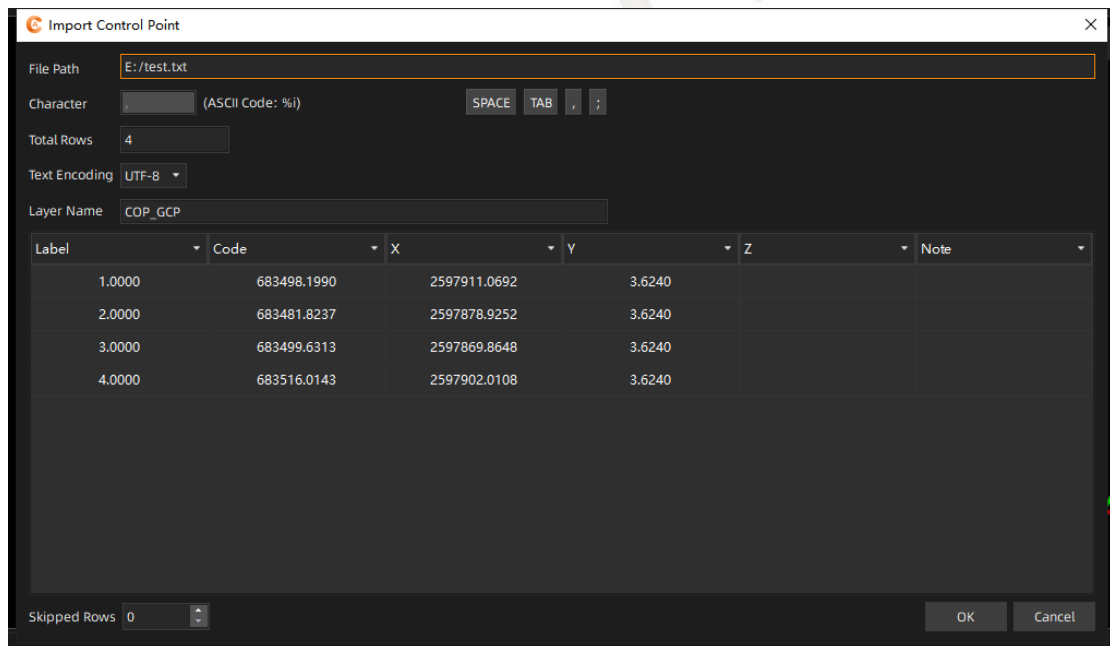 Import Control Point
File Path E:/test.txt
Character , (ASCII Code: %i) SPACE TAB , ;
Total Rows 4
Text Encoding UTF-8
Layer Name COP_GCP
Label Code X Y Z Note
1.0000 683498.1990 2597911.0692 3.6240
2.0000 683481.8237 2597878.9252 3.6240
3.0000 683499.6313 2597869.8648 3.6240
4.0000 683516.0143 2597902.0108 3.6240
Skipped Rows 0 OK Cancel